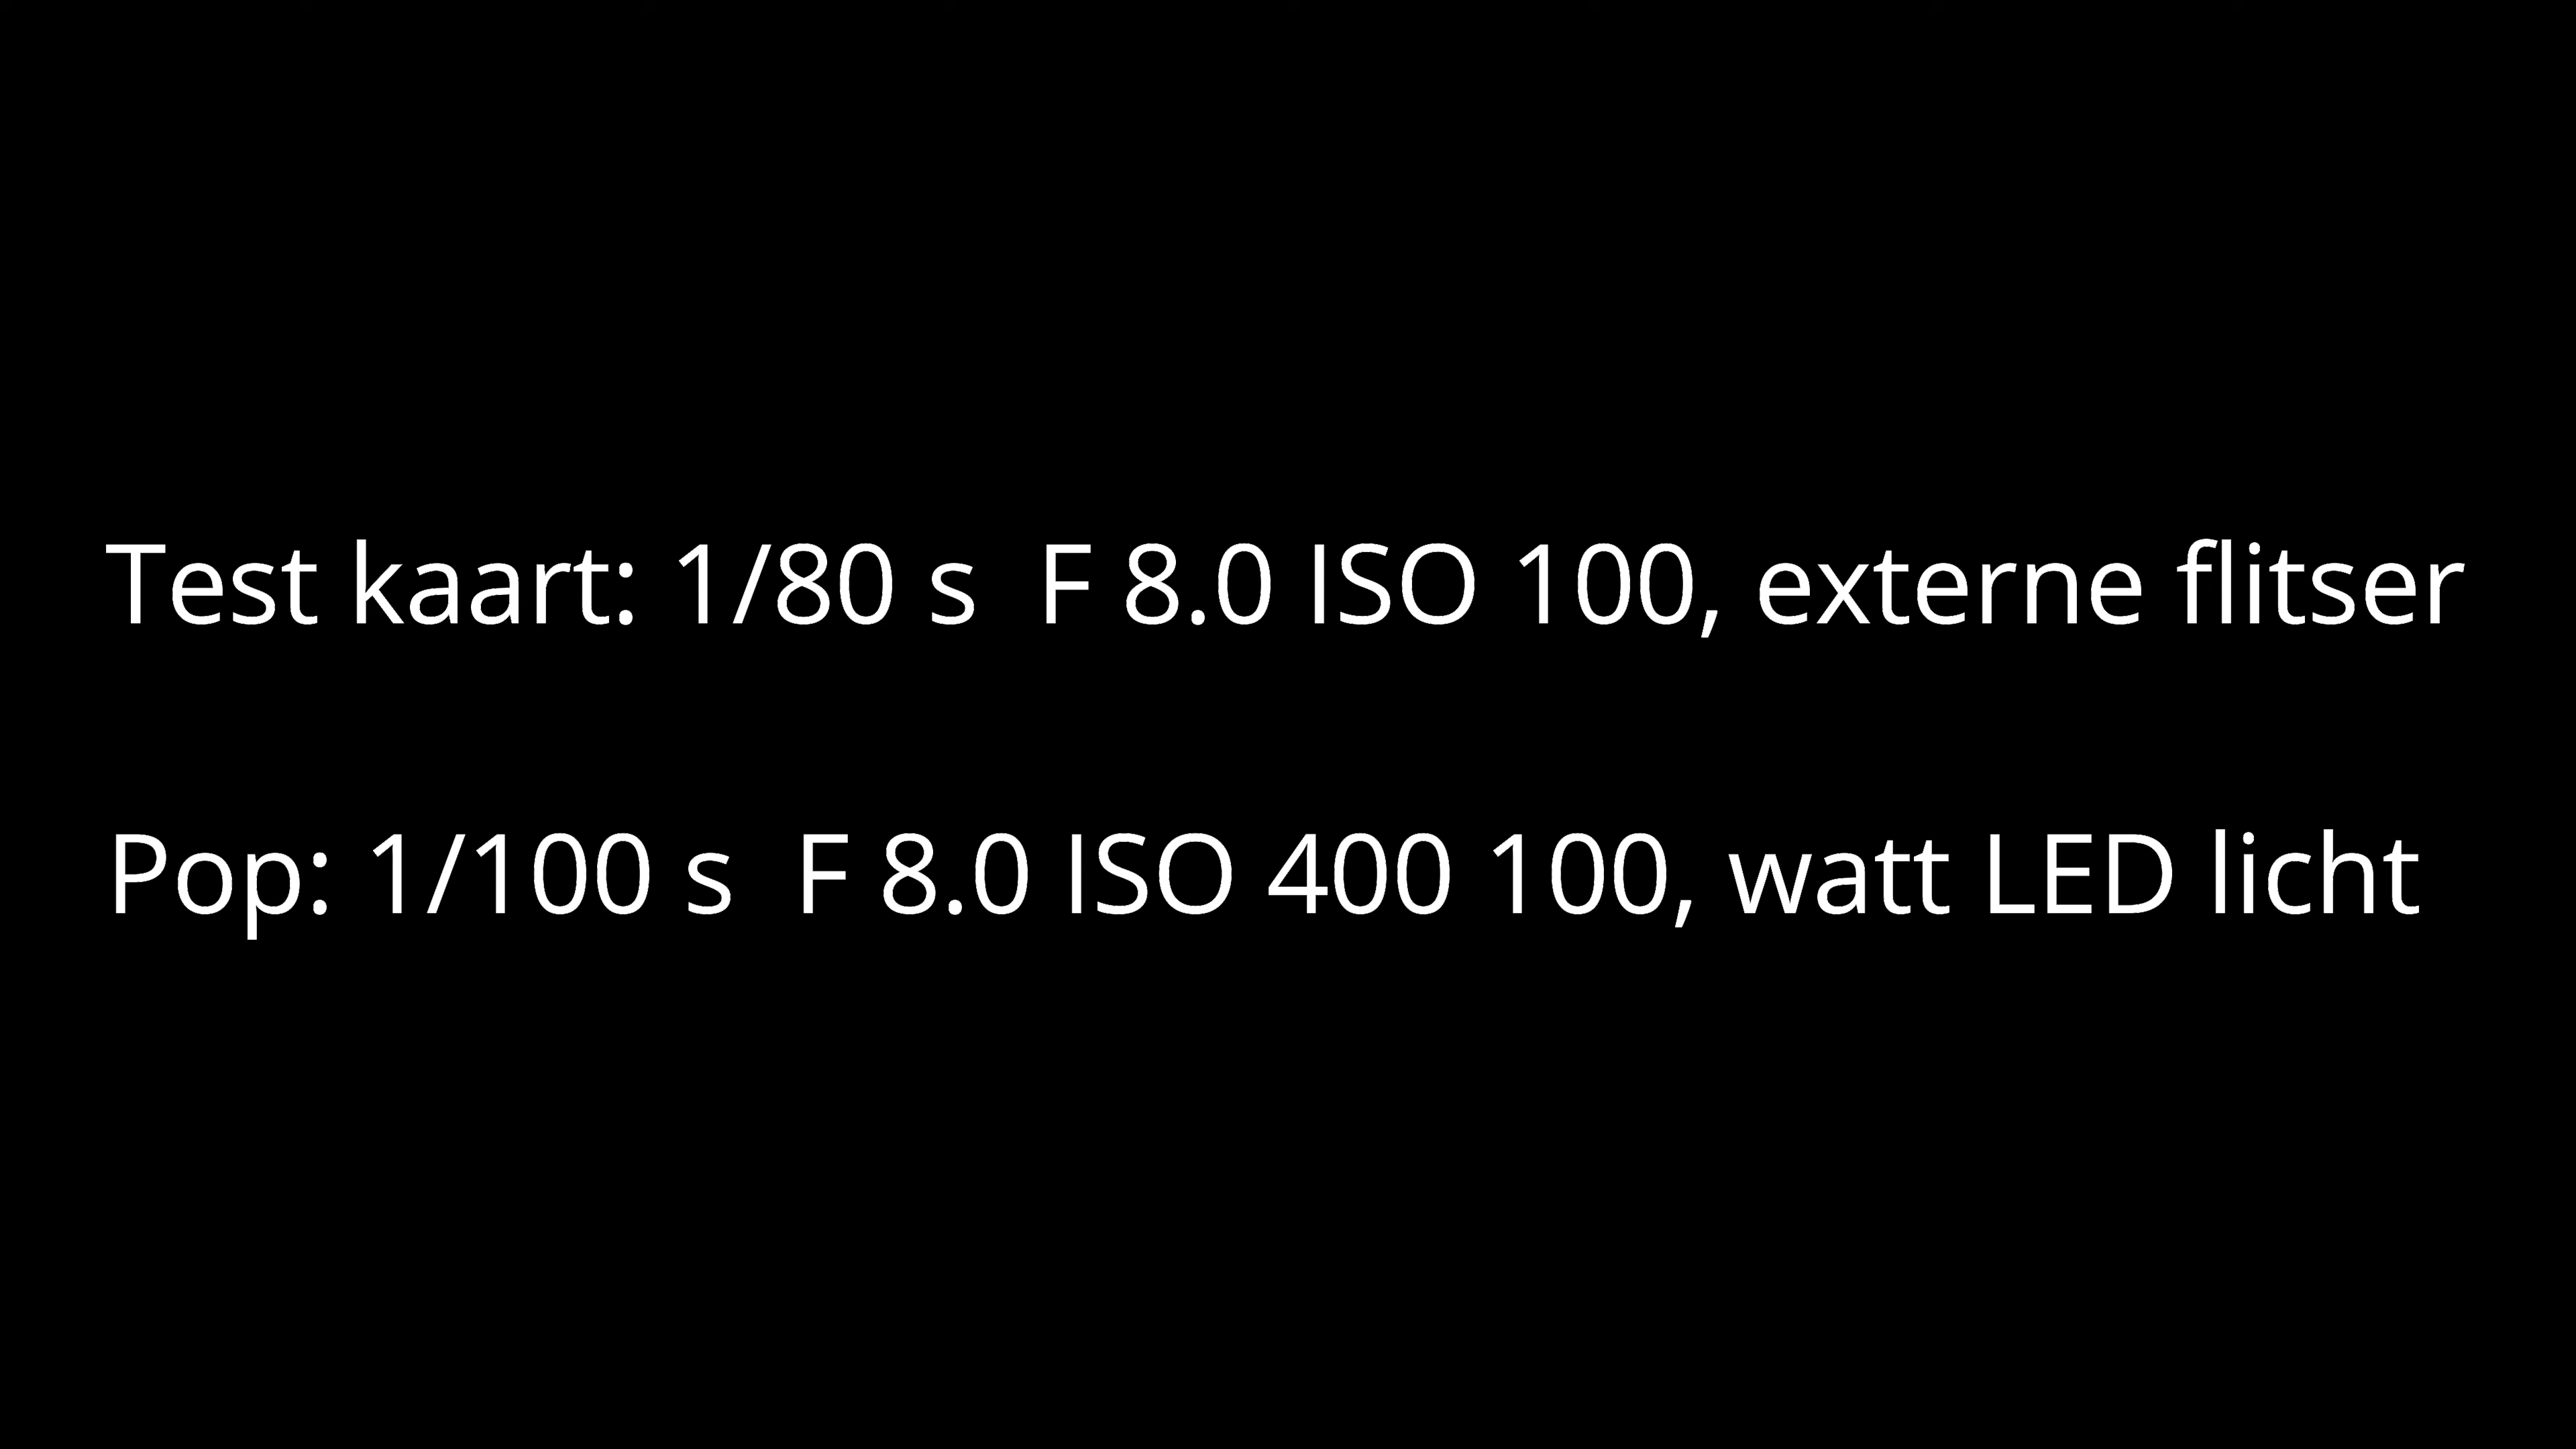 Test kaart: 1/80 s  F 8.0 ISO 100, externe flitser
Pop: 1/100 s  F 8.0 ISO 400 100, watt LED licht